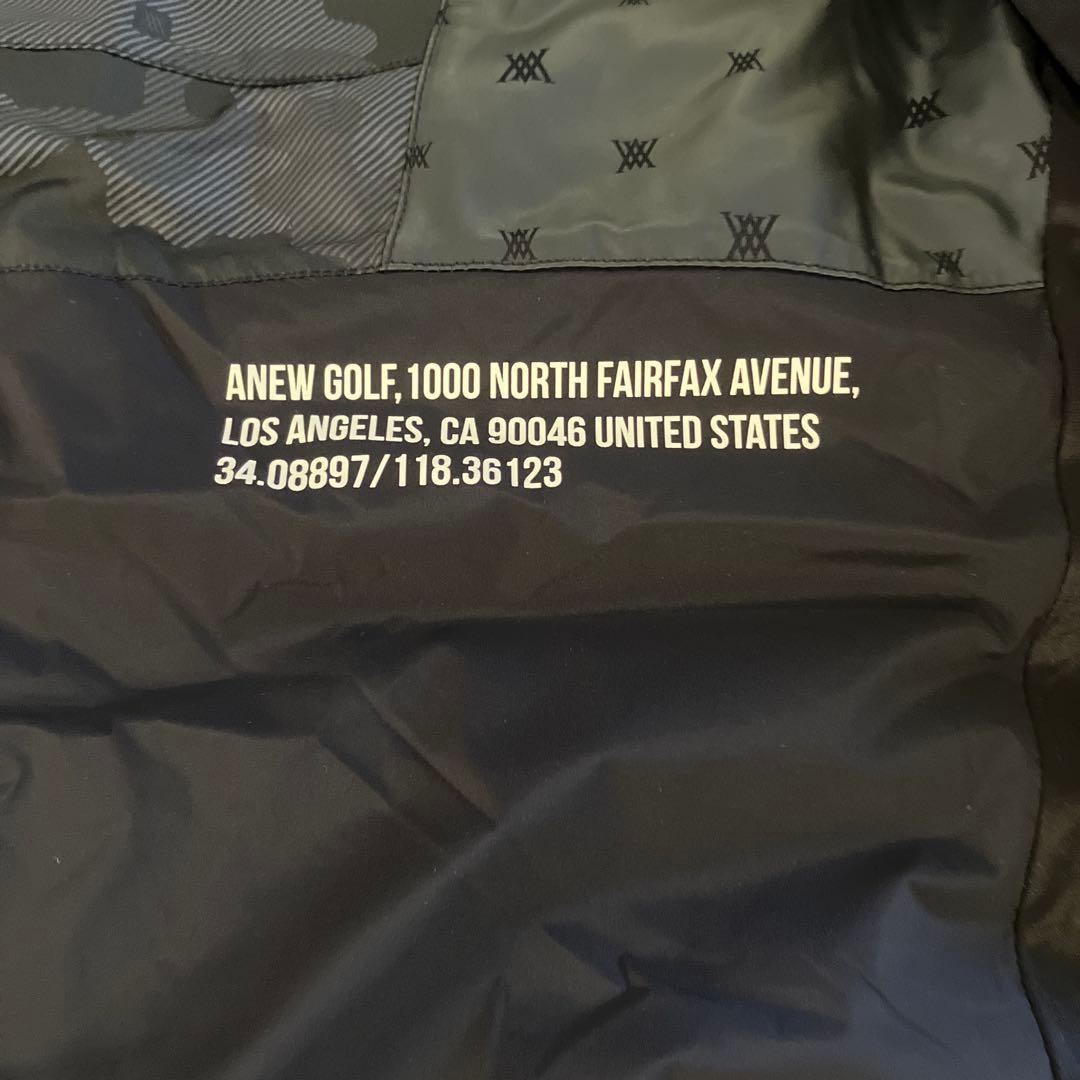 ANEW GOLF, 1000 NORTH FAIRFAX AVENUE,
LOS ANGELES, CA 90046 UNITED STATES
34.08897/118.36123